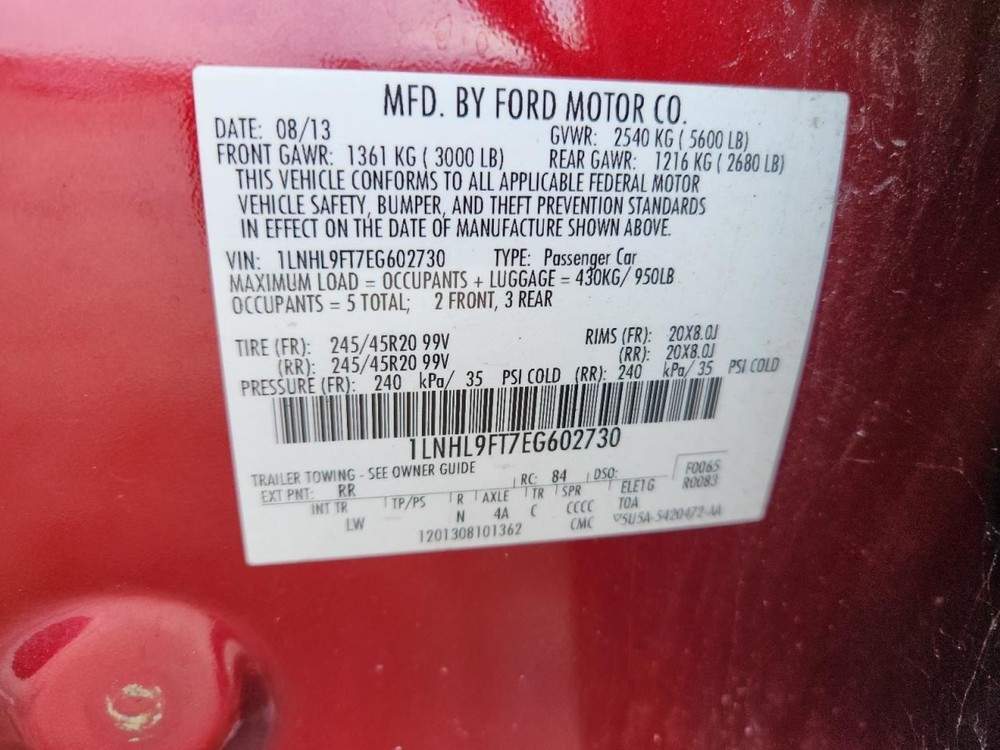 MFD. BY FORD MOTOR CO.
DATE: 08/13 GVWR: 2540 KG ( 5600 LB)
FRONT GAWR: 1361 KG ( 3000 LB) REAR GAWR: 1216 KG ( 2680 LB)
THIS VEHICLE CONFORMS TO ALL APPLICABLE FEDERAL MOTOR
VEHICLE SAFETY, BUMPER, AND THEFT PREVENTION STANDARDS
IN EFFECT ON THE DATE OF MANUFACTURE SHOWN ABOVE.
VIN: 1LNHL9FT7EG602730 TYPE: Passenger Car
MAXIMUM LOAD = OCCUPANTS + LUGGAGE = 430KG/ 950LB
OCCUPANTS = 5 TOTAL; 2 FRONT, 3 REAR
TIRE (FR): 245/45R20 99V RIMS (FR): 20X8.0J
(RR): 245/45R20 99V (RR): 20X8.0J
PRESSURE (FR): 240 kPa/ 35 PSI COLD (RR): 240 kPa/ 35 PSI COLD
1LNHL9FT7EG602730
TRAILER TOWING - SEE OWNER GUIDE F0065
EXT PNT: RR RC: 84 DSO: R0083
INT TR TP/PS R AXLE TR SPR ELE1G
LW N 4A C CCCC TOA
1201308101362 CMC 5U5A-5420472-AA